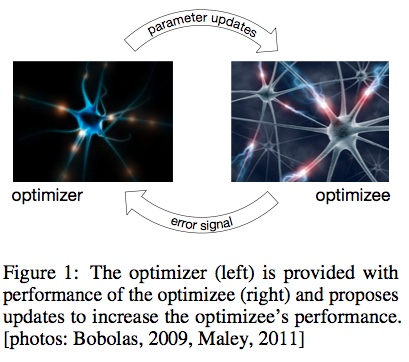 parameter updates
optimizer
optimizee
error signal
Figure 1: The optimizer (left) is provided with
performance of the optimizee (right) and proposes
updates to increase the optimizee's performance.
[photos: Bobolas, 2009, Maley, 2011]